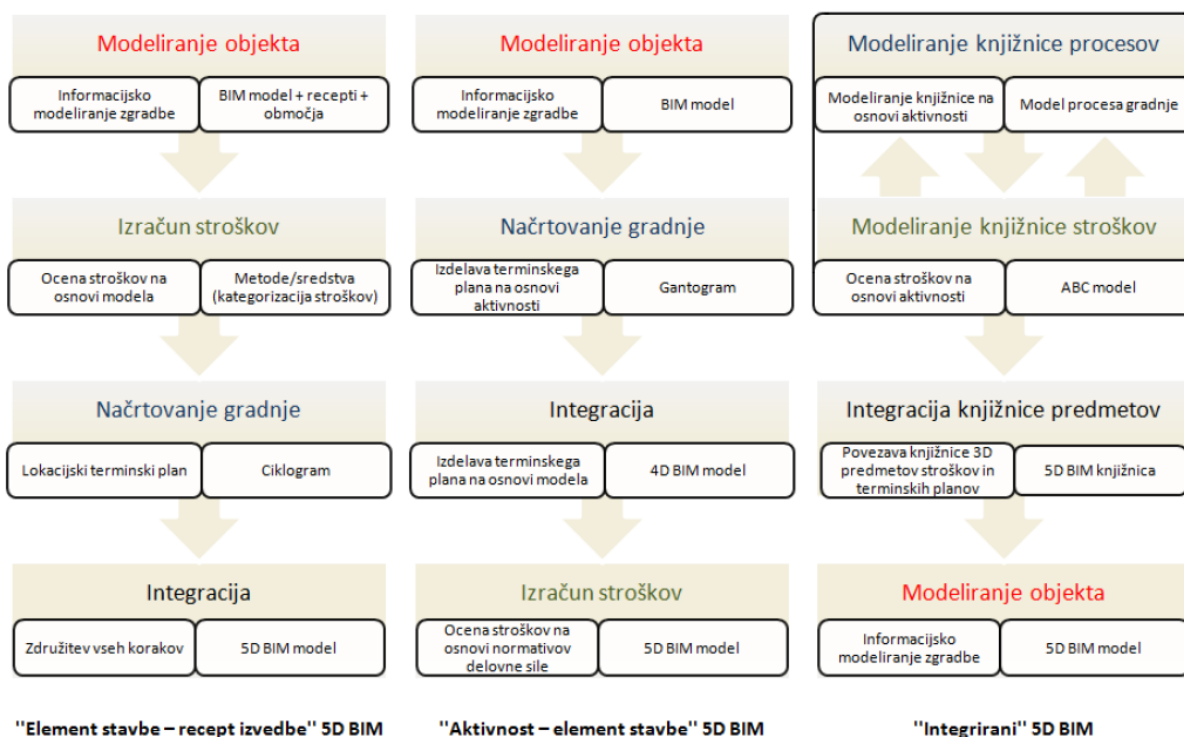 Modeliranje objekta
Informacijsko
modeliranje zgradbe
BIM model + recepti +
območja
Izračun stroškov
Ocena stroškov na
osnovi modela
Metode/sredstva
(kategorizacija stroškov)
Načrtovanje gradnje
Lokacijski terminski plan
Ciklogram
Integracija
Združitev vseh korakov
5D BIM model
"Element stavbe – recept izvedbe" 5D BIM
Modeliranje objekta
Informacijsko
modeliranje zgradbe
BIM model
Načrtovanje gradnje
Izdelava terminskega
plana na osnovi
aktivnosti
Gantogram
Integracija
Izdelava terminskega
plana na osnovi modela
4D BIM model
Izračun stroškov
Ocena stroškov na
osnovi normativov
delovne sile
5D BIM model
"Aktivnost – element stavbe" 5D BIM
Modeliranje knjižnice procesov
Modeliranje knjižnice na
osnovi aktivnosti
Model procesa gradnje
Modeliranje knjižnice stroškov
Ocena stroškov na
osnovi aktivnosti
ABC model
Integracija knjižnice predmetov
Povezava knjižnice 3D
predmetov stroškov in
terminskih planov
5D BIM knjižnica
Modeliranje objekta
Informacijsko
modeliranje zgradbe
5D BIM model
"Integrirani" 5D BIM